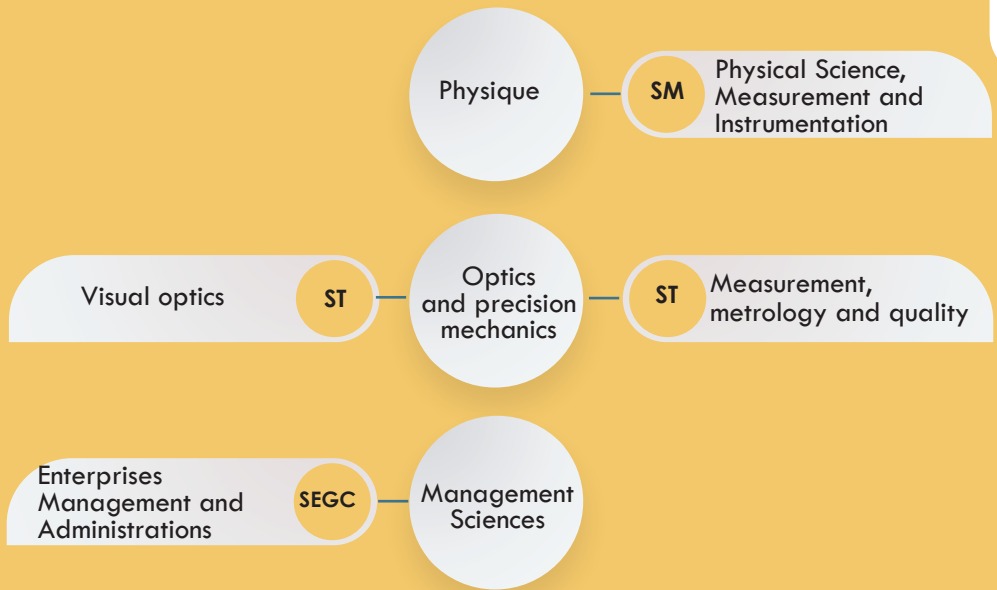 Physique
SM
Physical Science,
Measurement and
Instrumentation
Visual optics
ST
Optics
and precision
mechanics
ST
Measurement,
metrology and quality
Enterprises
Management and
Administrations
SEGC
Management
Sciences